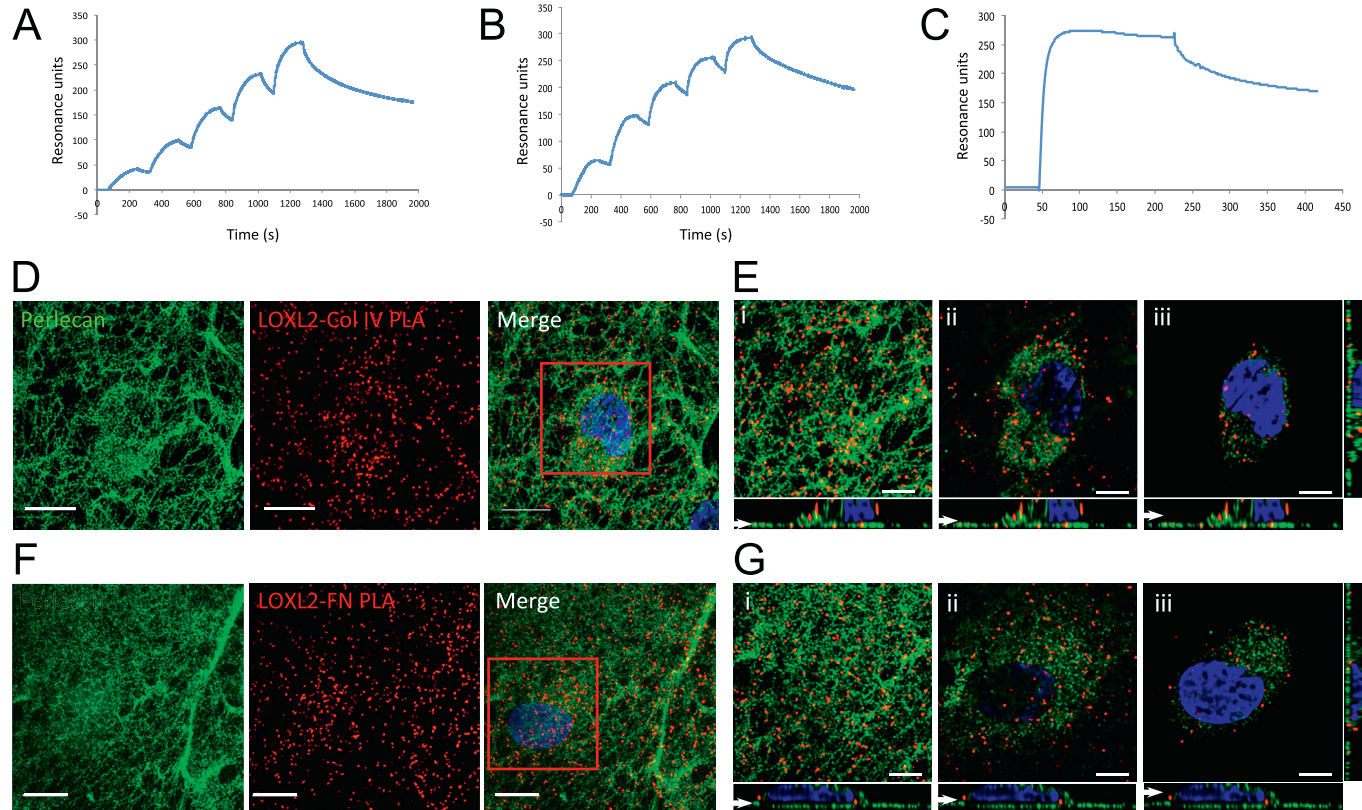 A
B
C
350
300
250
200
150
100
50
0
-50
Resonance units
0 200 400 600 800 1000 1200 1400 1600 1800 2000
Time (s)
350
300
250
200
150
100
50
0
-50
Resonance units
0 200 400 600 800 1000 1200 1400 1600 1800 2000
Time (s)
300
250
200
150
100
50
0
-50
Resonance units
0 50 100 150 200 250 300 350 400 450
D
E
Perlecan
LOXL2-Col IV PLA
Merge
i
ii
iii
F
G
Perlecan
LOXL2-FN PLA
Merge
i
ii
iii